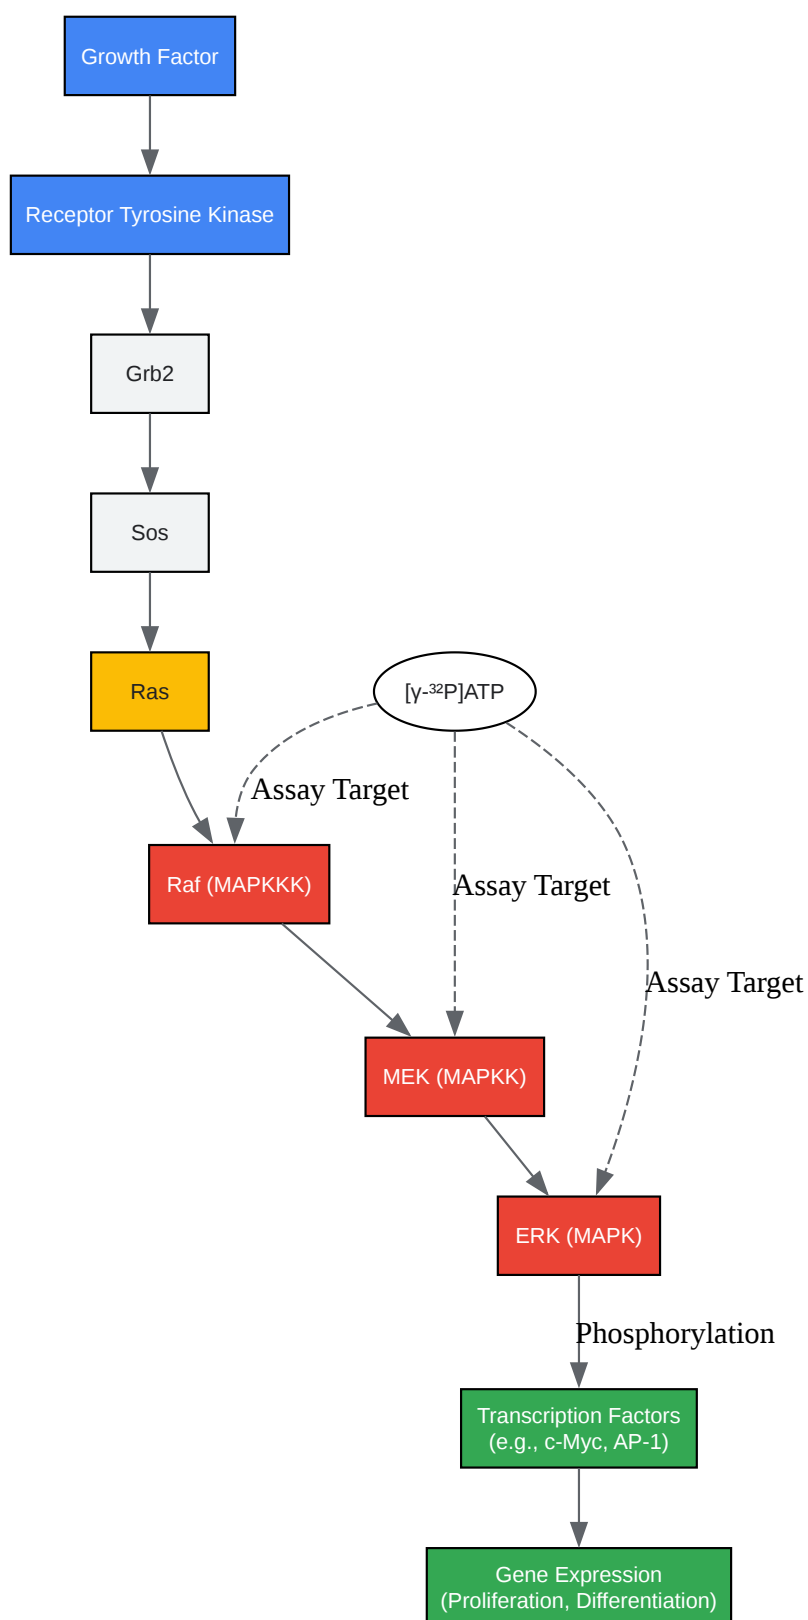 Growth Factor
Receptor Tyrosine Kinase
Grb2
Sos
Ras
[γ-³²P]ATP
Assay Target
Raf (MAPKKK)
Assay Target
Assay Target
MEK (MAPKK)
ERK (MAPK)
Phosphorylation
Transcription Factors
(e.g., c-Myc, AP-1)
Gene Expression
(Proliferation, Differentiation)